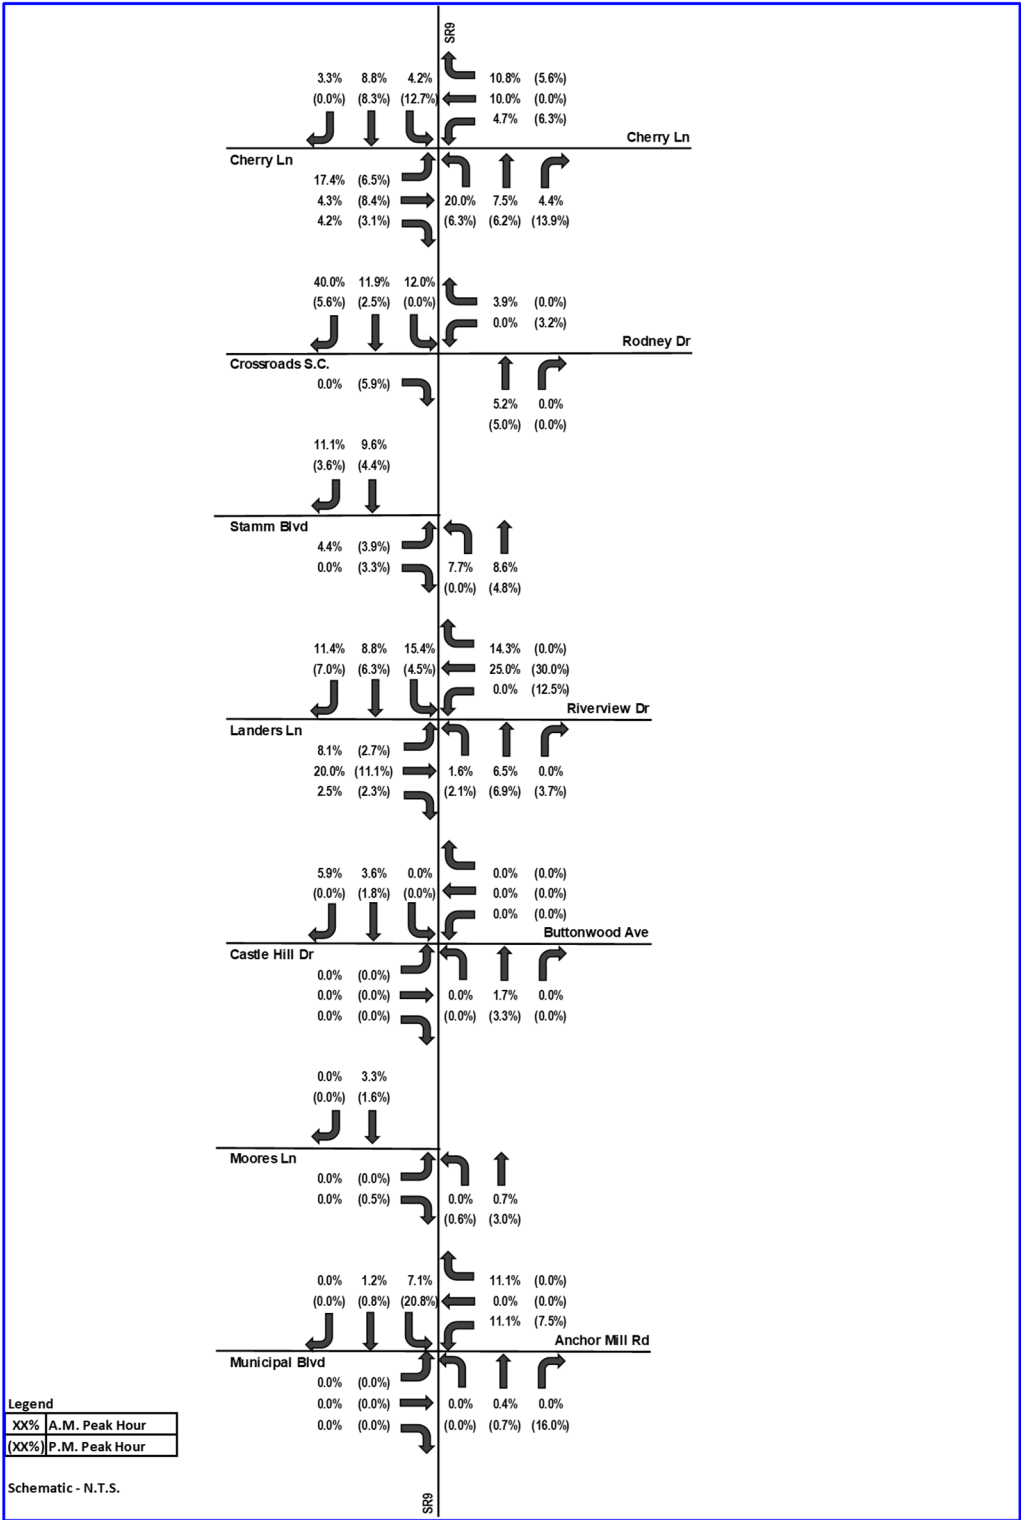 SR9
3.3% 8.8% 4.2% 10.8% (5.6%)
(0.0%) (8.3%) (12.7%) 10.0% (0.0%)
4.7% (6.3%)
Cherry Ln
Cherry Ln
17.4% (6.5%)
4.3% (8.4%) 20.0% 7.5% 4.4%
4.2% (3.1%) (6.3%) (6.2%) (13.9%)
40.0% 11.9% 12.0%
(5.6%) (2.5%) (0.0%) 3.9% (0.0%)
0.0% (3.2%)
Rodney Dr
Crossroads S.C.
0.0% (5.9%)
5.2% 0.0%
(5.0%) (0.0%)
11.1% 9.6%
(3.6%) (4.4%)
Stamm Blvd
4.4% (3.9%)
0.0% (3.3%) 7.7% 8.6%
(0.0%) (4.8%)
11.4% 8.8% 15.4% 14.3% (0.0%)
(7.0%) (6.3%) (4.5%) 25.0% (30.0%)
0.0% (12.5%)
Riverview Dr
Landers Ln
8.1% (2.7%)
20.0% (11.1%) 1.6% 6.5% 0.0%
2.5% (2.3%) (2.1%) (6.9%) (3.7%)
5.9% 3.6% 0.0% 0.0% (0.0%)
(0.0%) (1.8%) (0.0%) 0.0% (0.0%)
0.0% (0.0%)
Buttonwood Ave
Castle Hill Dr
0.0% (0.0%)
0.0% (0.0%) 0.0% 1.7% 0.0%
0.0% (0.0%) (0.0%) (3.3%) (0.0%)
0.0% 3.3%
(0.0%) (1.6%)
Moores Ln
0.0% (0.0%)
0.0% (0.5%) 0.0% 0.7%
(0.6%) (3.0%)
0.0% 1.2% 7.1% 11.1% (0.0%)
(0.0%) (0.8%) (20.8%) 0.0% (0.0%)
11.1% (7.5%)
Anchor Mill Rd
Municipal Blvd
0.0% (0.0%)
0.0% (0.0%) 0.0% 0.4% 0.0%
0.0% (0.0%) (0.0%) (0.7%) (16.0%)
Legend
XX% A.M. Peak Hour
(XX%) P.M. Peak Hour
Schematic - N.T.S.
SR9